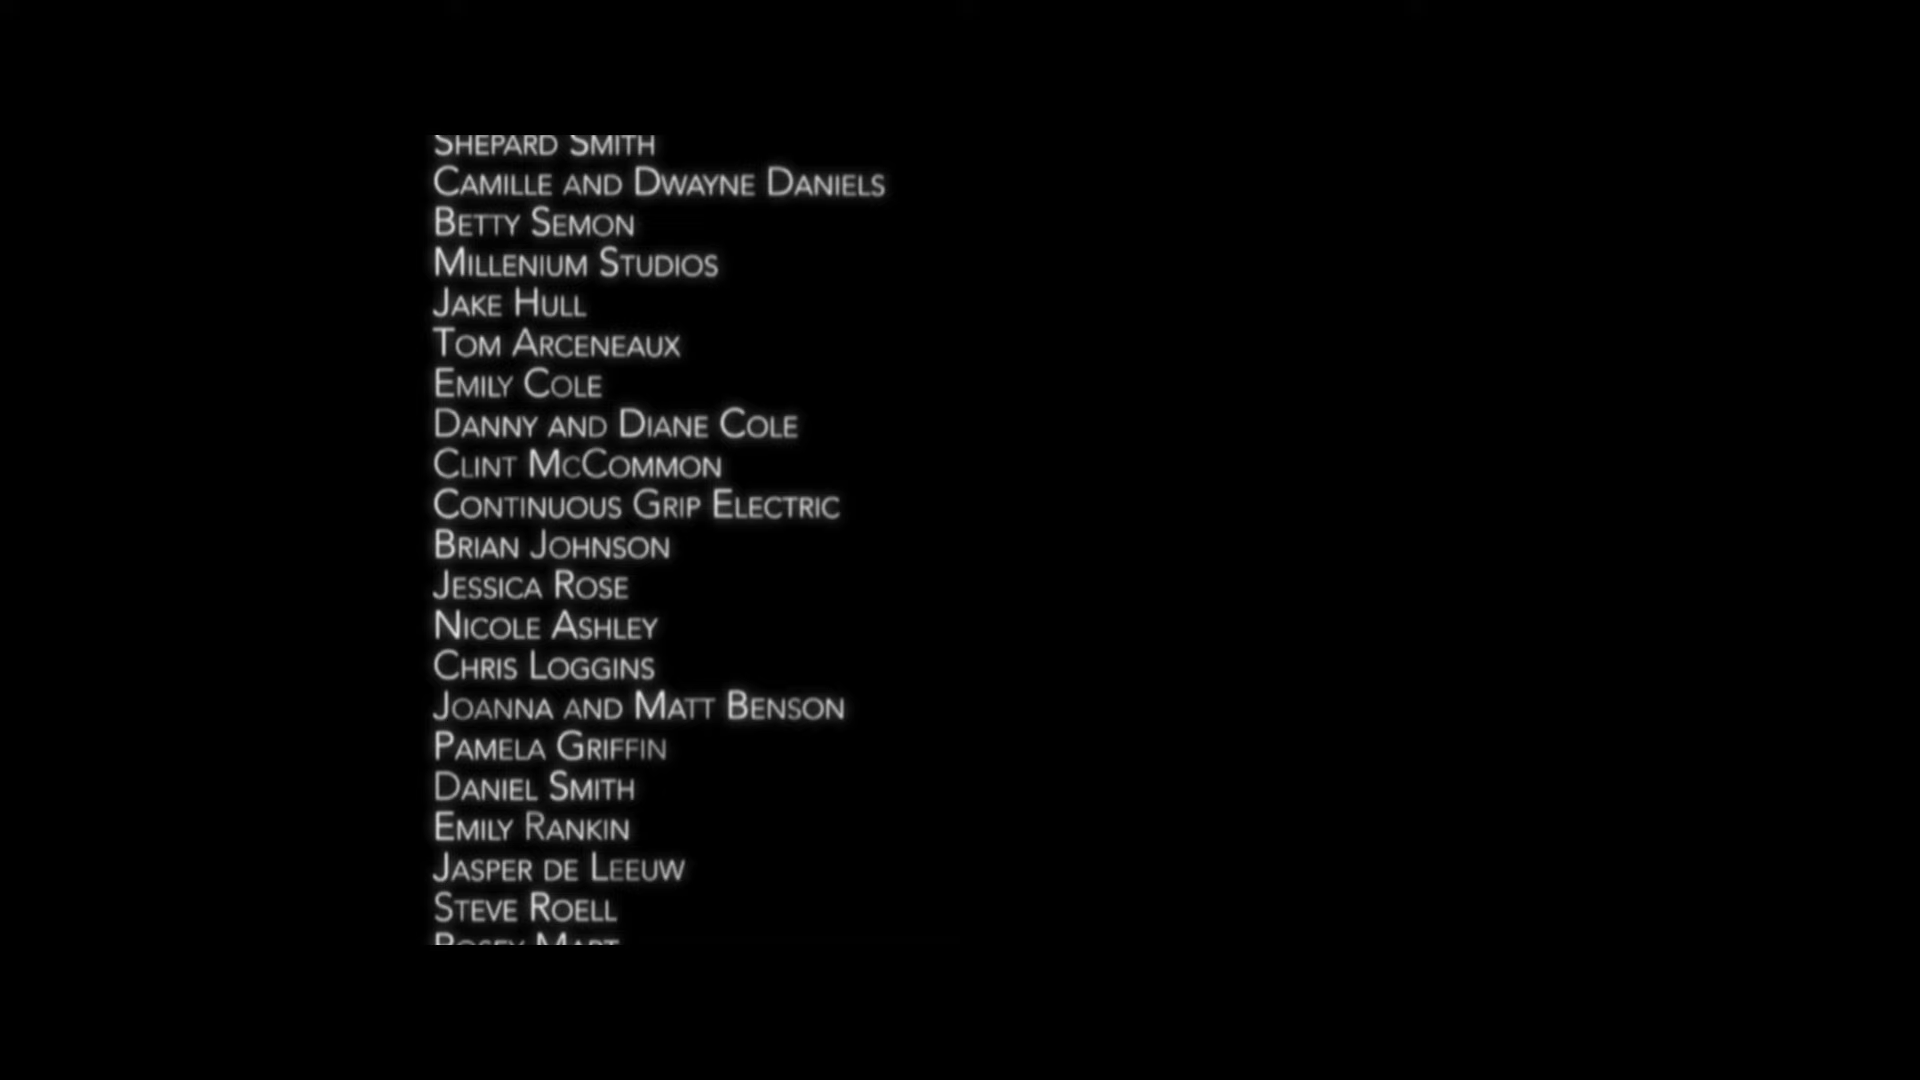 Shepard Smith
Camille and Dwayne Daniels
Betty Semon
Millenium Studios
Jake Hull
Tom Arceneaux
Emily Cole
Danny and Diane Cole
Clint McCommon
Continuous Grip Electric
Brian Johnson
Jessica Rose
Nicole Ashley
Chris Loggins
Joanna and Matt Benson
Pamela Griffin
Daniel Smith
Emily Rankin
Jasper de Leeuw
Steve Roell